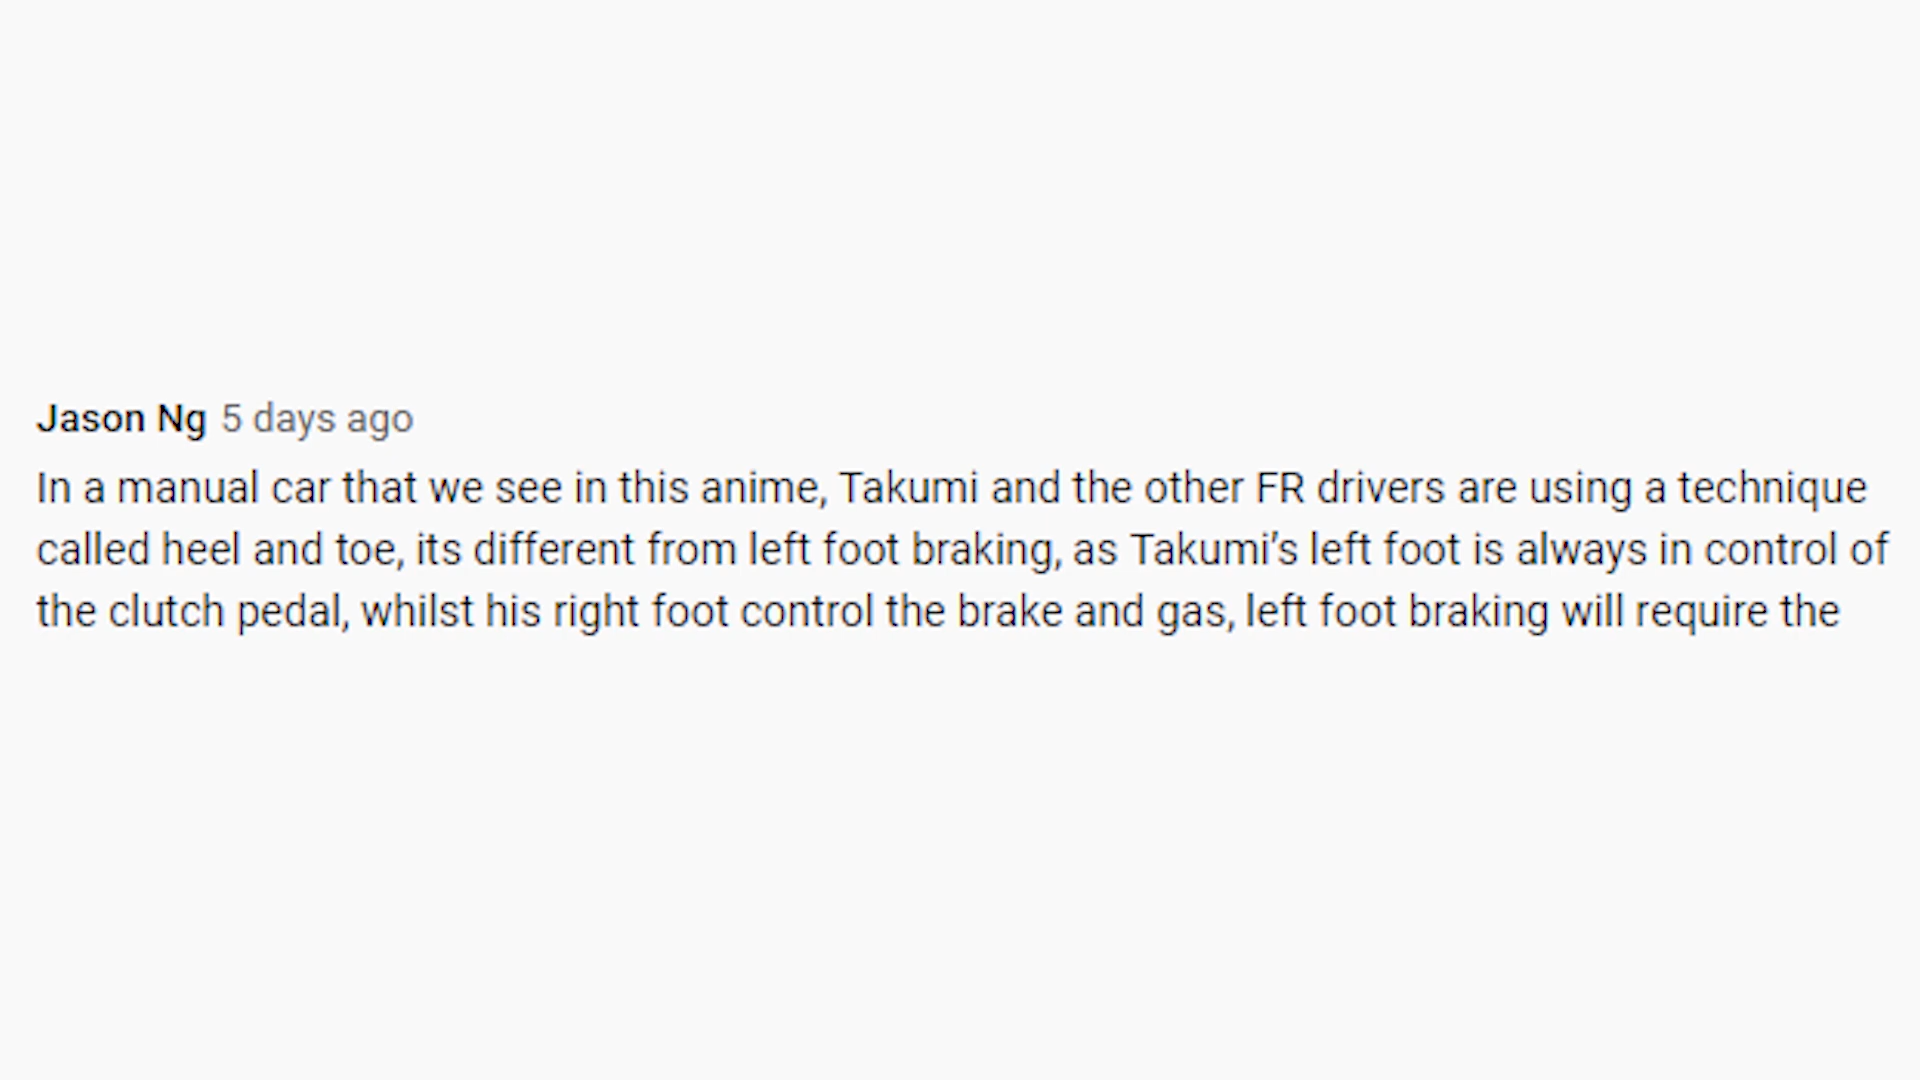 Jason Ng 5 days ago
In a manual car that we see in this anime, Takumi and the other FR drivers are using a technique
called heel and toe, its different from left foot braking, as Takumi’s left foot is always in control of
the clutch pedal, whilst his right foot control the brake and gas, left foot braking will require the